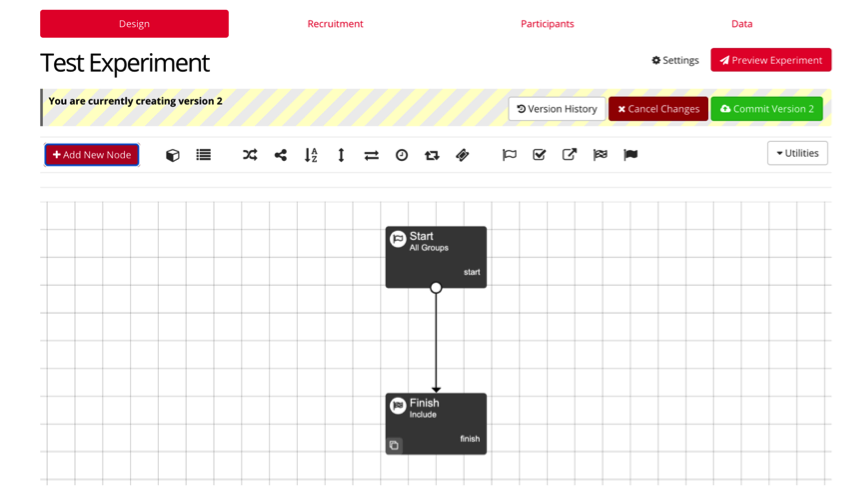 Design
Recruitment
Participants
Data
Test Experiment
Settings
Preview Experiment
You are currently creating version 2
Version History
Cancel Changes
Commit Version 2
+ Add New Node
Utilities
Start
All Groups
start
Finish
Include
finish